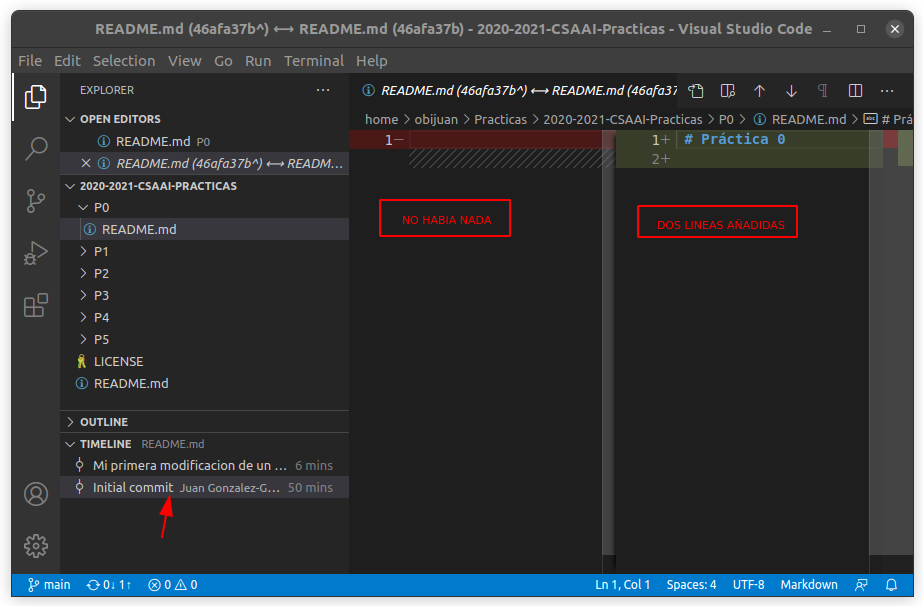 README.md (46afa37b^) ⟷ README.md (46afa37b) - 2020-2021-CSAAI-Practicas - Visual Studio Code
File Edit Selection View Go Run Terminal Help
EXPLORER
README.md (46afa37b^) ⟷ README.md (46afa37
OPEN EDITORS
README.md P0
README.md (46afa37b^) ⟷ READM...
home > obijuan > Practicas > 2020-2021-CSAAI-Practicas > P0 > README.md > # Prá
2020-2021-CSAAI-PRACTICAS
P0
README.md
P1
P2
P3
P4
P5
LICENSE
README.md
OUTLINE
TIMELINE README.md
Mi primera modificacion de un ... 6 mins
Initial commit Juan Gonzalez-G... 50 mins
1−
1+ # Práctica 0
2+
NO HABIA NADA
DOS LINEAS AÑADIDAS
main 0↓ 1↑ 0 0 Ln 1, Col 1 Spaces: 4 UTF-8 Markdown